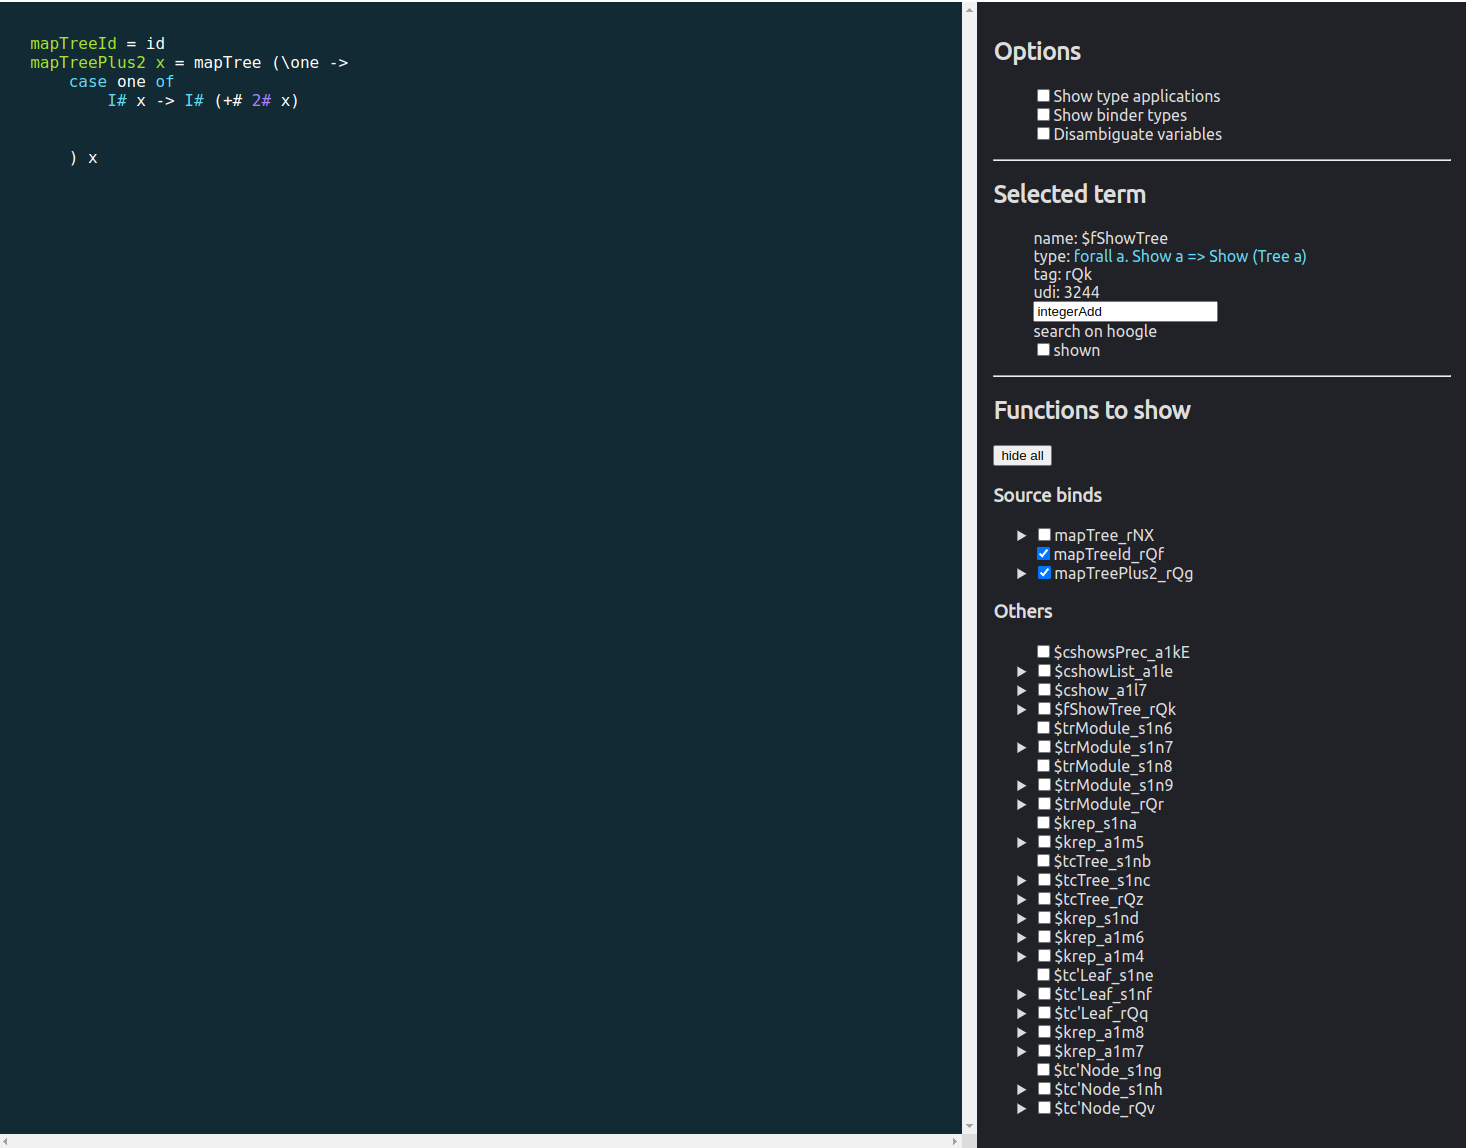 mapTreeId = id
mapTreePlus2 x = mapTree (\one ->
    case one of
        I# x -> I# (+# 2# x)
    ) x
Options
Show type applications
Show binder types
Disambiguate variables
Selected term
name: $fShowTree
type: forall a. Show a => Show (Tree a)
tag: rQk
udi: 3244
integerAdd
search on hoogle
shown
Functions to show
hide all
Source binds
mapTree_rNX
mapTreeId_rQf
mapTreePlus2_rQg
Others
$cshowsPrec_a1kE
$cshowList_a1le
$cshow_a1l7
$fShowTree_rQk
$trModule_s1n6
$trModule_s1n7
$trModule_s1n8
$trModule_s1n9
$trModule_rQr
$krep_s1na
$krep_a1m5
$tcTree_s1nb
$tcTree_s1nc
$tcTree_rQz
$krep_s1nd
$krep_a1m6
$krep_a1m4
$tc'Leaf_s1ne
$tc'Leaf_s1nf
$tc'Leaf_rQq
$krep_a1m8
$krep_a1m7
$tc'Node_s1ng
$tc'Node_s1nh
$tc'Node_rQv